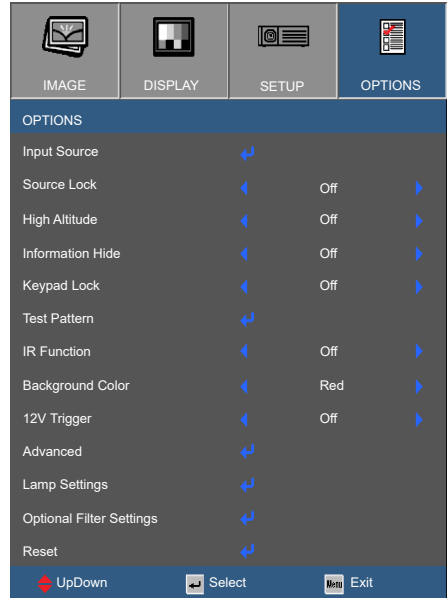 IMAGE DISPLAY SETUP OPTIONS
OPTIONS
Input Source
Source Lock Off
High Altitude Off
Information Hide Off
Keypad Lock Off
Test Pattern
IR Function Off
Background Color Red
12V Trigger Off
Advanced
Lamp Settings
Optional Filter Settings
Reset
UpDown Select Menu Exit